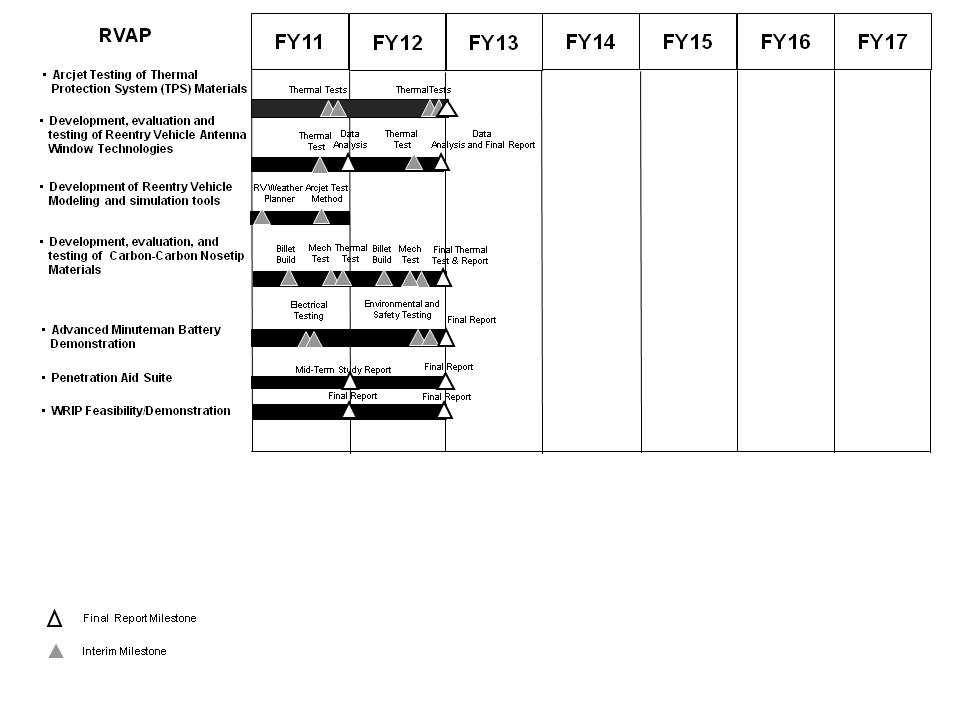 RVAP
FY11 FY12 FY13 FY14 FY15 FY16 FY17
• Arcjet Testing of Thermal
Protection System (TPS) Materials
Thermal Tests
ThermalTests
• Development, evaluation and
testing of Reentry Vehicle Antenna
Window Technologies
Thermal
Test
Data
Analysis
Thermal
Test
Data
Analysis and Final Report
• Development of Reentry Vehicle
Modeling and simulation tools
RV Weather
Planner
Arcjet Test
Method
• Development, evaluation, and
testing of Carbon-Carbon Nosetip
Materials
Billet
Build
Mech
Test
Thermal
Test
Billet
Build
Mech
Test
Final Thermal
Test & Report
• Advanced Minuteman Battery
Demonstration
Electrical
Testing
Environmental and
Safety Testing
Final Report
• Penetration Aid Suite
Mid-Term Study Report
Final Report
• WRIP Feasibility/Demonstration
Final Report
Final Report
Final Report Milestone
Interim Milestone